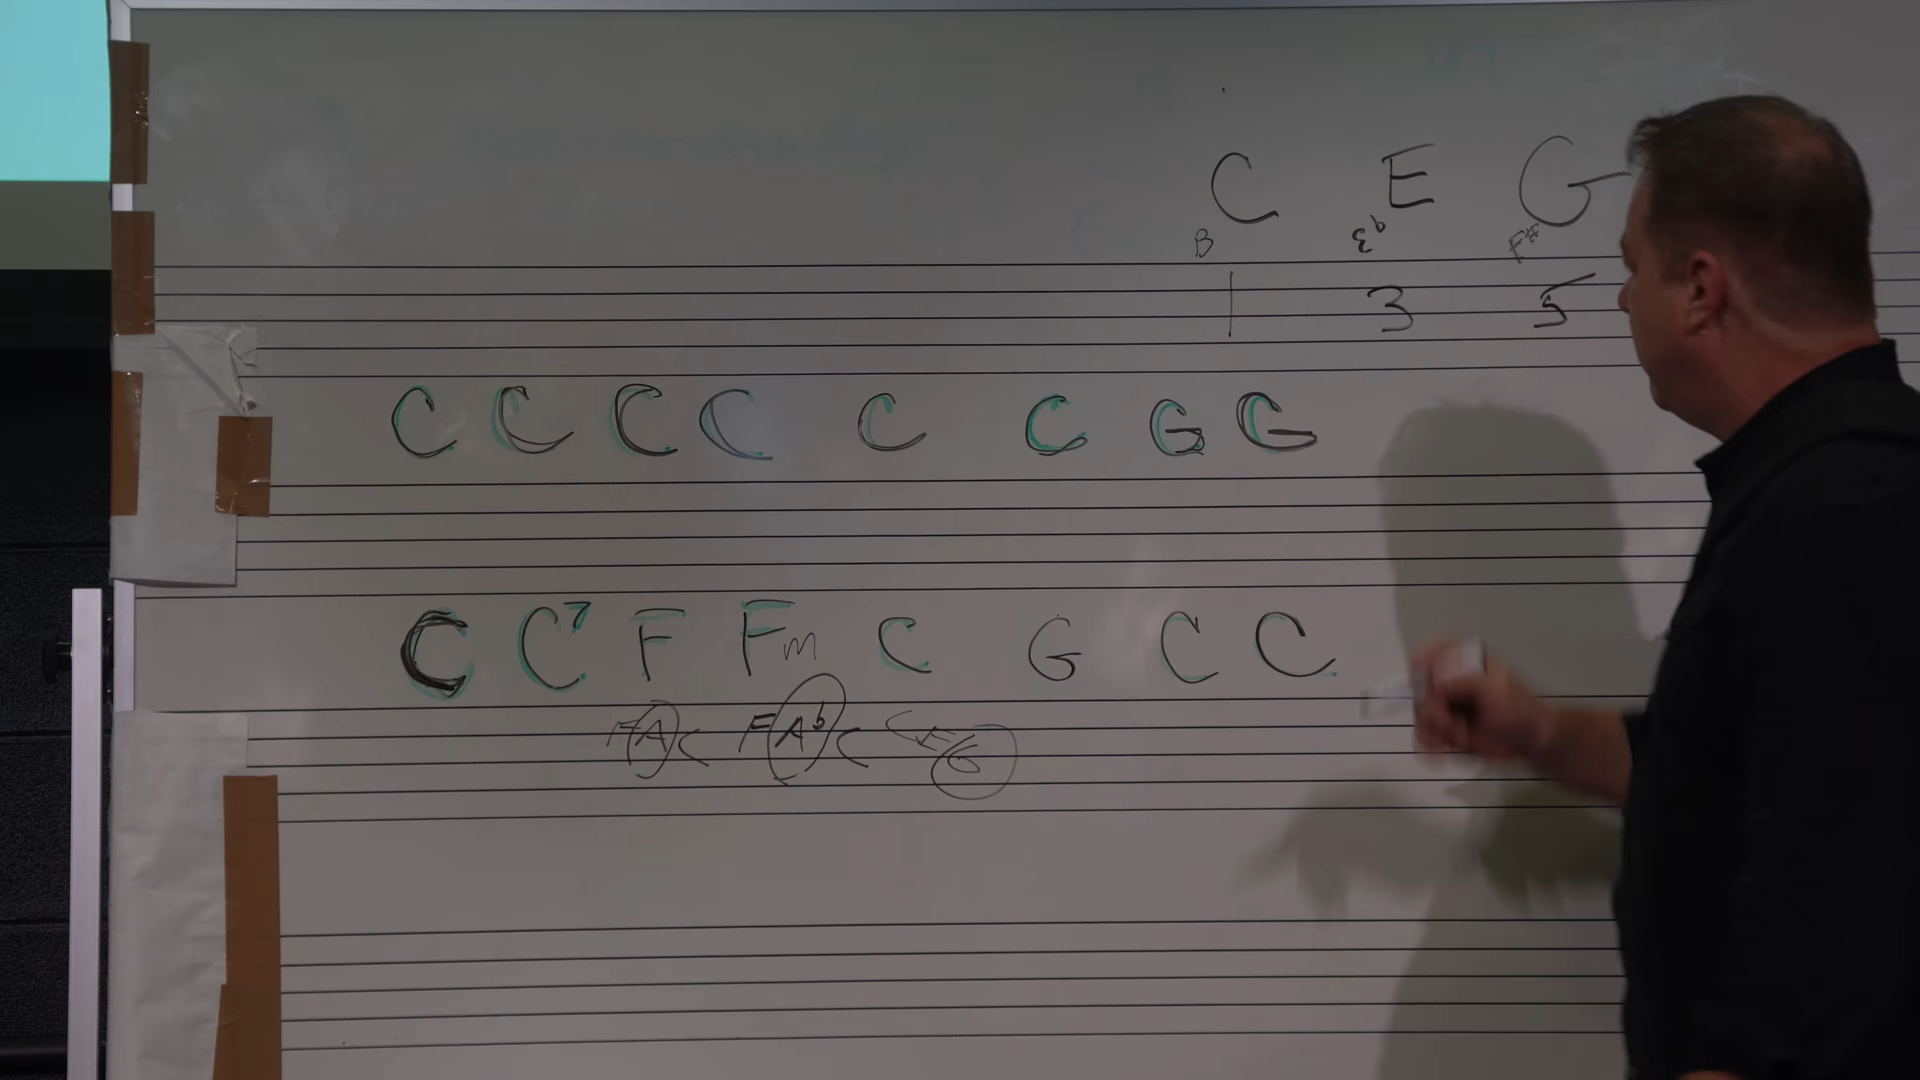 C E G
B E♭ F#
1 3 5
C C C C C C G G
C C7 F Fm C G C C
F A C F A♭ C C E G